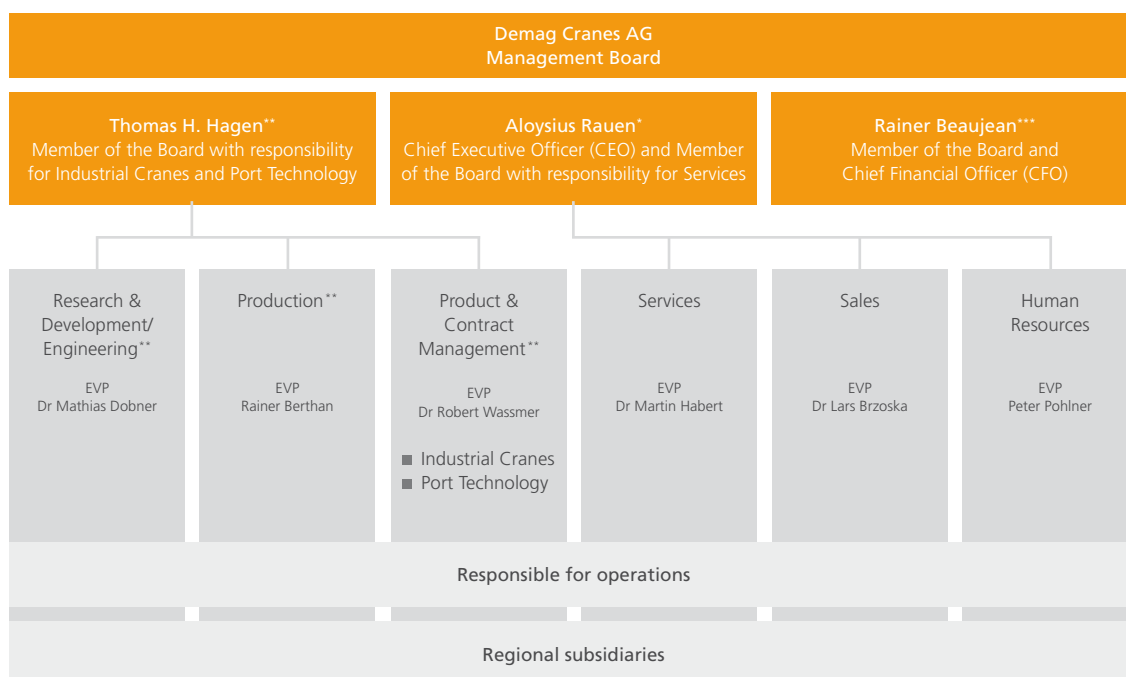 Demag Cranes AG
Management Board
Thomas H. Hagen**
Member of the Board with responsibility
for Industrial Cranes and Port Technology
Aloysius Rauen*
Chief Executive Officer (CEO) and Member
of the Board with responsibility for Services
Rainer Beaujean***
Member of the Board and
Chief Financial Officer (CFO)
Research &
Development/
Engineering**
EVP
Dr Mathias Dobner
Production**
EVP
Rainer Berthan
Product &
Contract
Management**
EVP
Dr Robert Wassmer
■ Industrial Cranes
■ Port Technology
Services
EVP
Dr Martin Habert
Sales
EVP
Dr Lars Brzoska
Human
Resources
EVP
Peter Pohlner
Responsible for operations
Regional subsidiaries